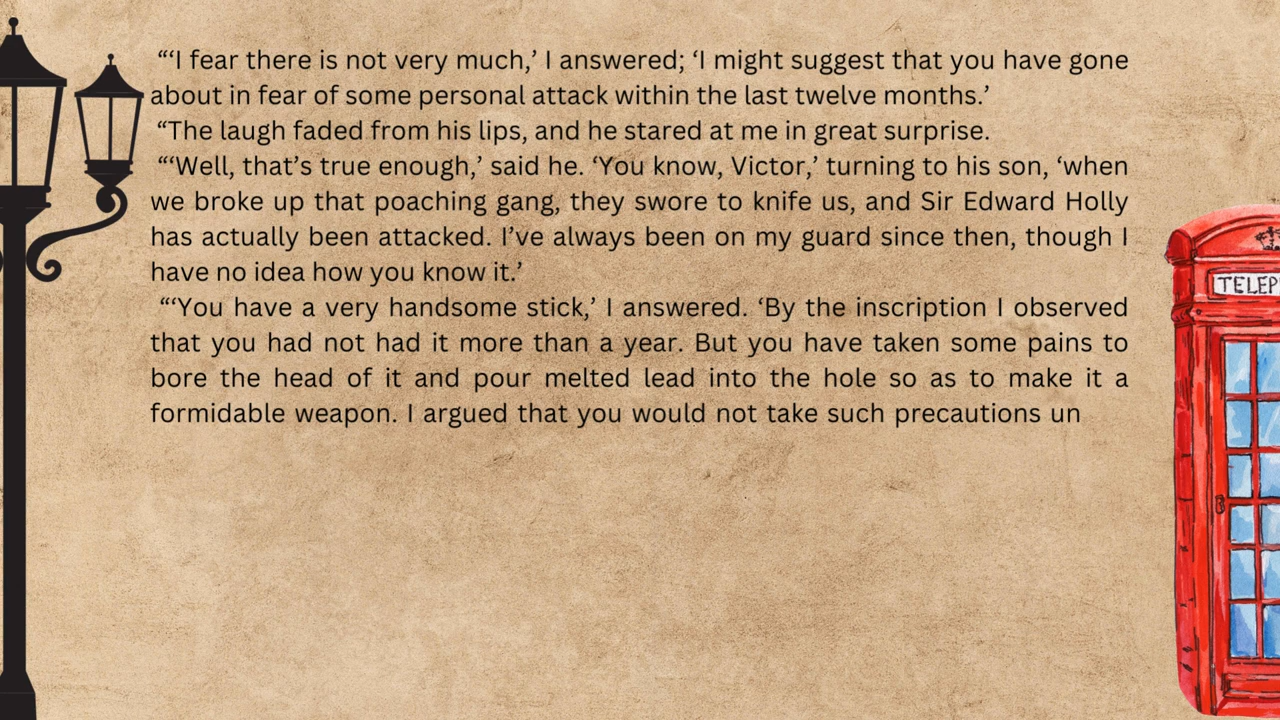 “‘I fear there is not very much,’ I answered; ‘I might suggest that you have gone
about in fear of some personal attack within the last twelve months.’
“The laugh faded from his lips, and he stared at me in great surprise.
“‘Well, that’s true enough,’ said he. ‘You know, Victor,’ turning to his son, ‘when
we broke up that poaching gang, they swore to knife us, and Sir Edward Holly
has actually been attacked. I’ve always been on my guard since then, though I
have no idea how you know it.’
“‘You have a very handsome stick,’ I answered. ‘By the inscription I observed
that you had not had it more than a year. But you have taken some pains to
bore the head of it and pour melted lead into the hole so as to make it a
formidable weapon. I argued that you would not take such precautions un
TELEP